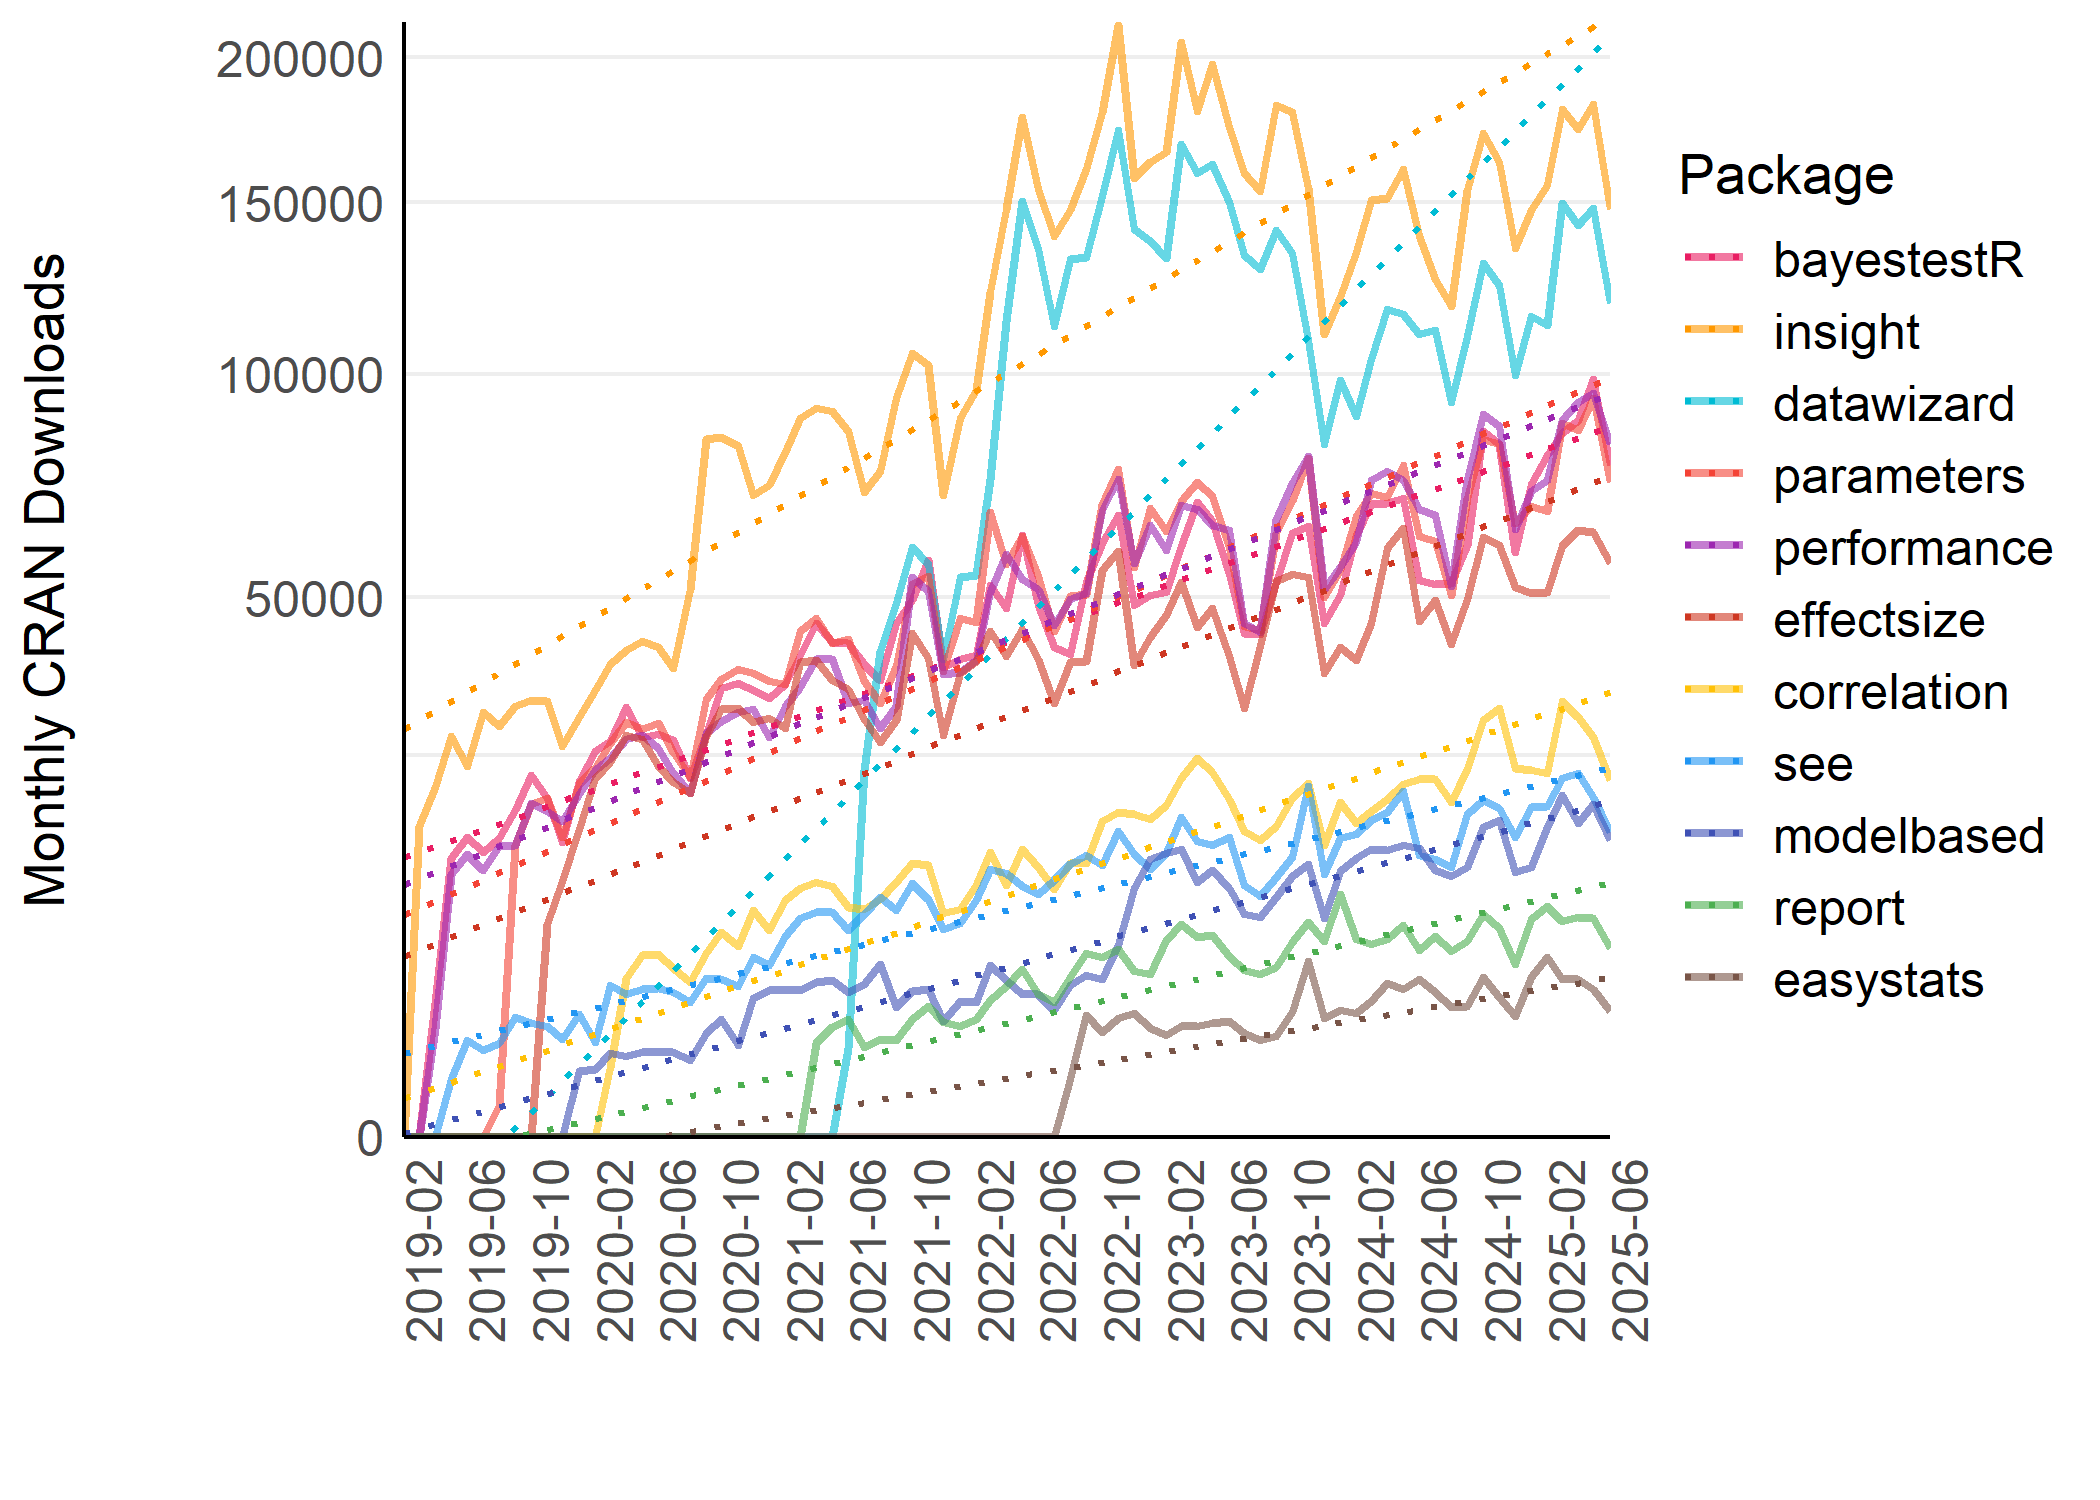 Monthly CRAN Downloads
200000
150000
100000
50000
0
2019-02
2019-06
2019-10
2020-02
2020-06
2020-10
2021-02
2021-06
2021-10
2022-02
2022-06
2022-10
2023-02
2023-06
2023-10
2024-02
2024-06
2024-10
2025-02
2025-06
Package
bayestestR
insight
datawizard
parameters
performance
effectsize
correlation
see
modelbased
report
easystats